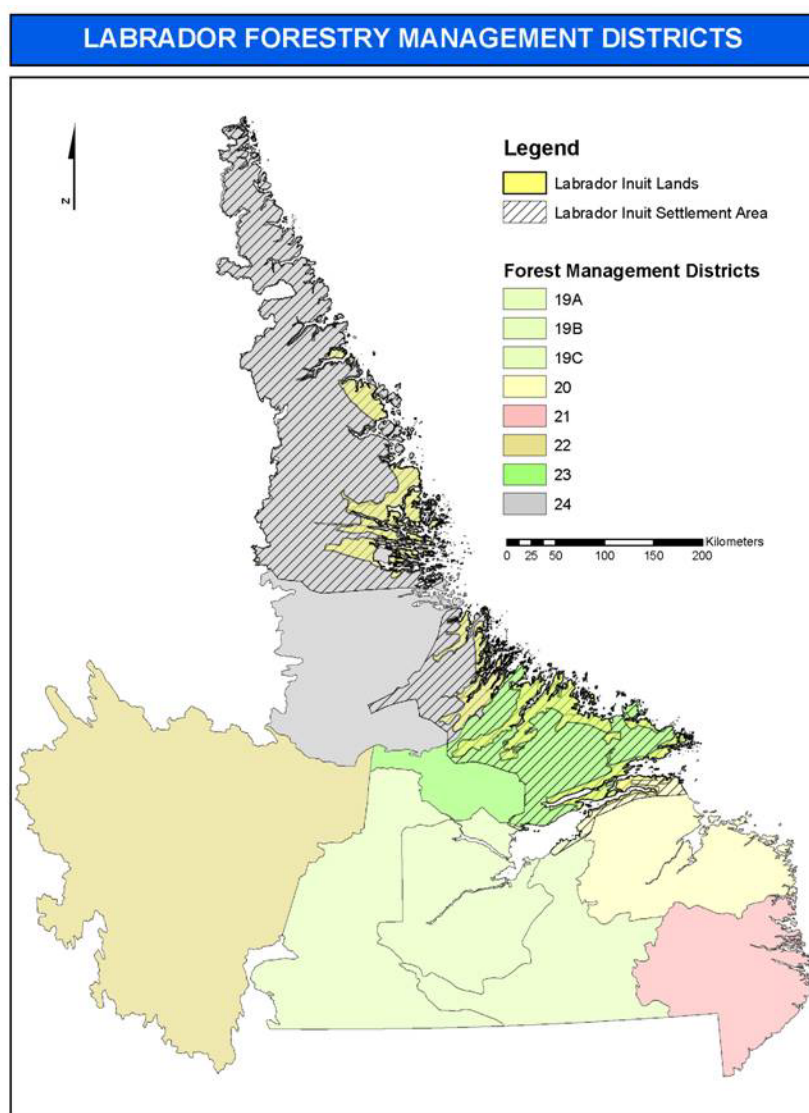 LABRADOR FORESTRY MANAGEMENT DISTRICTS
N
Legend
Labrador Inuit Lands
Labrador Inuit Settlement Area
Forest Management Districts
19A
19B
19C
20
21
22
23
24
0 25 50 100 150 200
Kilometers